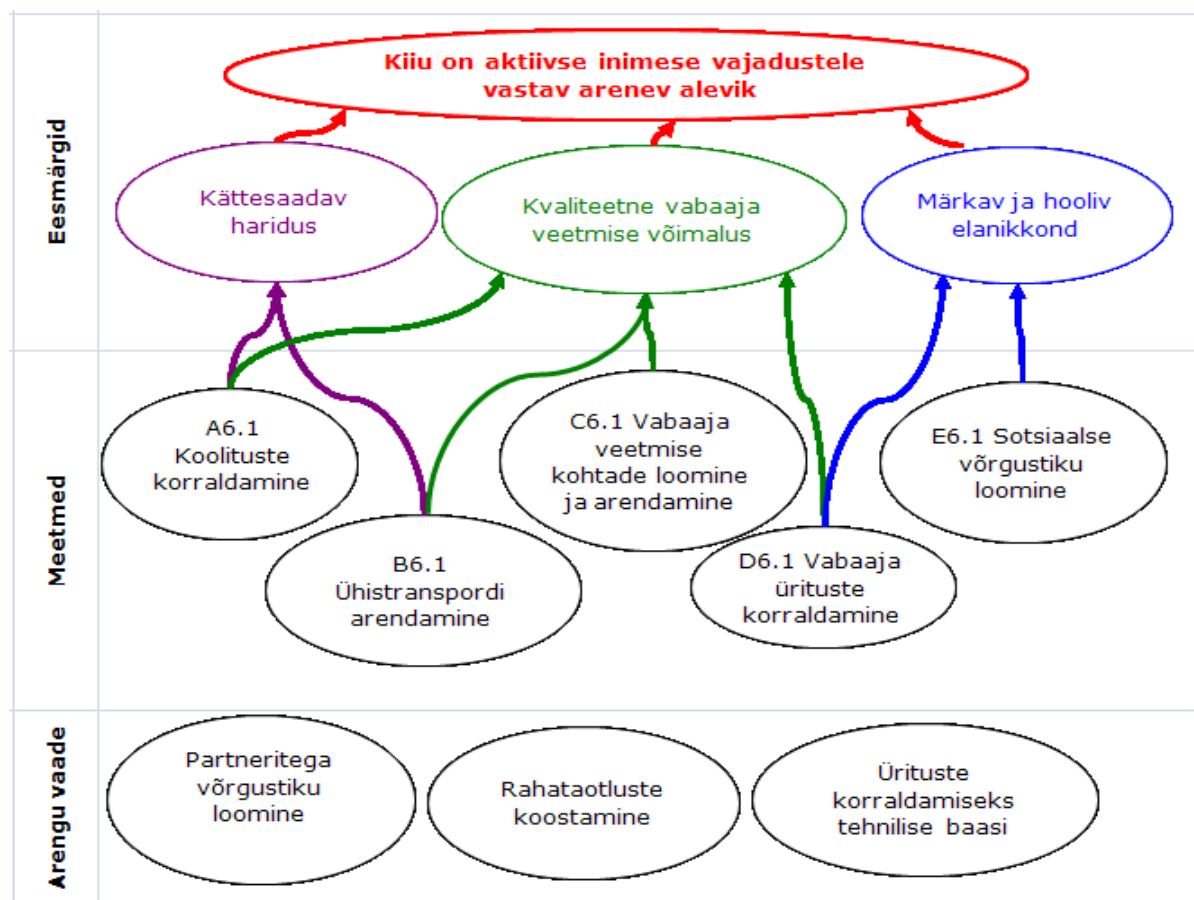 Eesmärgid
Kiiu on aktiivse inimese vajadustele
vastav arenev alevik
Kättesaadav
haridus
Kvaliteetne vabaaja
veetmise võimalus
Märkav ja hooliv
elanikkond
Meetmed
A6.1
Koolituste
korraldamine
B6.1
Ühistranspordi
arendamine
C6.1 Vabaaja
veetmise
kohtade loomine
ja arendamine
D6.1 Vabaaja
ürituste
korraldamine
E6.1 Sotsiaalse
võrgustiku
loomine
Arengu vaade
Partneritega
võrgustiku
loomine
Rahataotluste
koostamine
Ürituste
korraldamiseks
tehnilise baasi